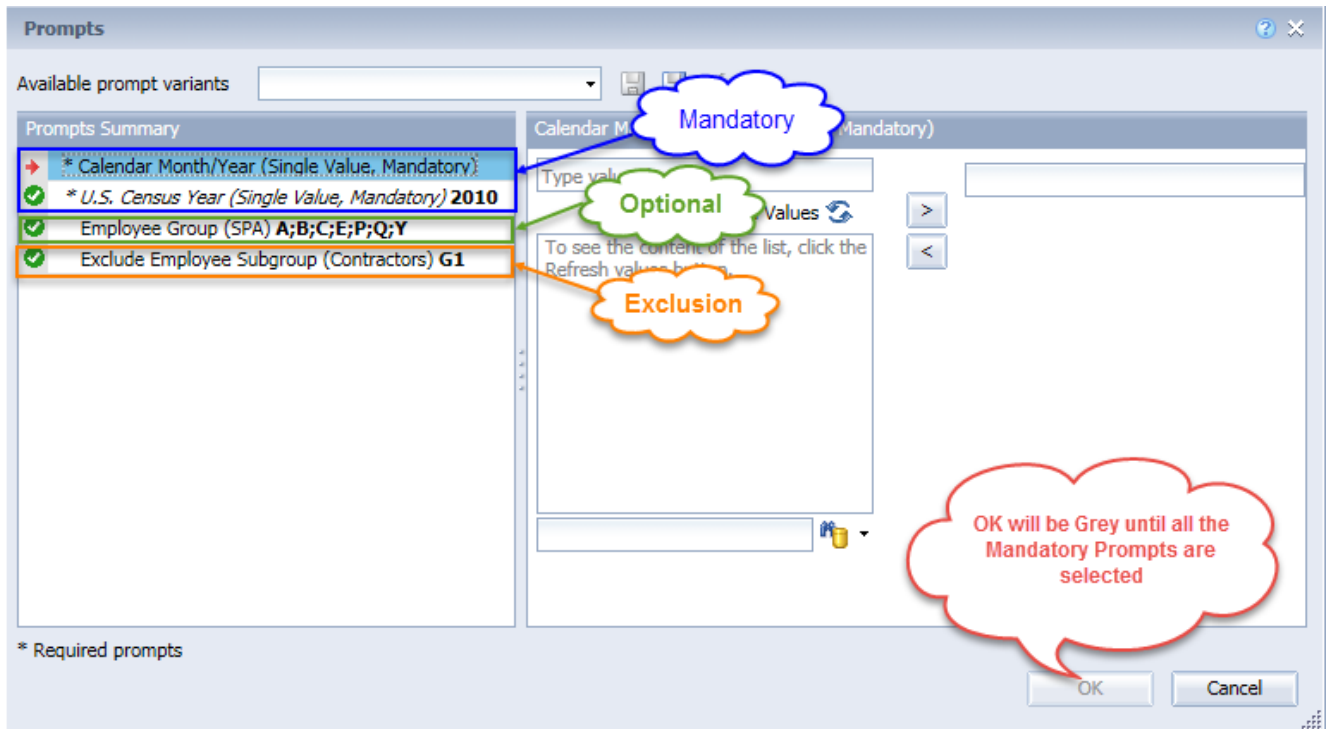 Prompts
Available prompt variants
Prompts Summary
Calendar M
Mandatory
Mandatory)
* Calendar Month/Year (Single Value, Mandatory)
* U.S. Census Year (Single Value, Mandatory) 2010
Employee Group (SPA) A;B;C;E;P;Q;Y
Exclude Employee Subgroup (Contractors) G1
Type
Optional
Values
>
To see the content of the list, click the
Refresh values button.
<
Exclusion
OK will be Grey until all the
Mandatory Prompts are
selected
* Required prompts
OK
Cancel